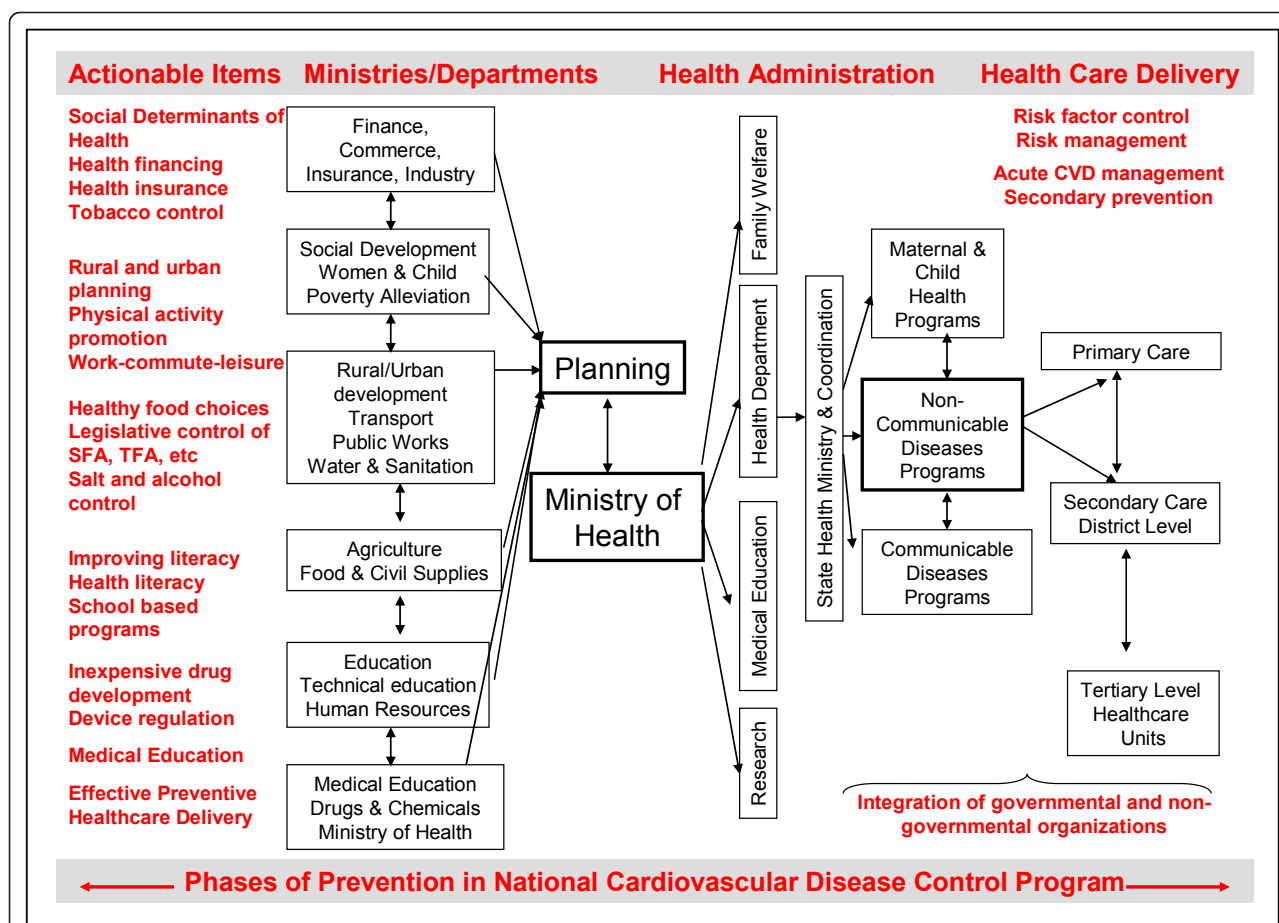 Actionable Items
Ministries/Departments
Health Administration
Health Care Delivery
Social Determinants of
Health
Health financing
Health insurance
Tobacco control
Rural and urban
planning
Physical activity
promotion
Work-commute-leisure
Healthy food choices
Legislative control of
SFA, TFA, etc
Salt and alcohol
control
Improving literacy
Health literacy
School based
programs
Inexpensive drug
development
Device regulation
Medical Education
Effective Preventive
Healthcare Delivery
Finance,
Commerce,
Insurance, Industry
Social Development
Women & Child
Poverty Alleviation
Rural/Urban
development
Transport
Public Works
Water & Sanitation
Agriculture
Food & Civil Supplies
Education
Technical education
Human Resources
Medical Education
Drugs & Chemicals
Ministry of Health
Planning
Ministry of
Health
Family Welfare
Health Department
Medical Education
Research
State Health Ministry & Coordination
Maternal &
Child
Health
Programs
Non-
Communicable
Diseases
Programs
Communicable
Diseases
Programs
Risk factor control
Risk management
Acute CVD management
Secondary prevention
Primary Care
Secondary Care
District Level
Tertiary Level
Healthcare
Units
Integration of governmental and non-
governmental organizations
Phases of Prevention in National Cardiovascular Disease Control Program